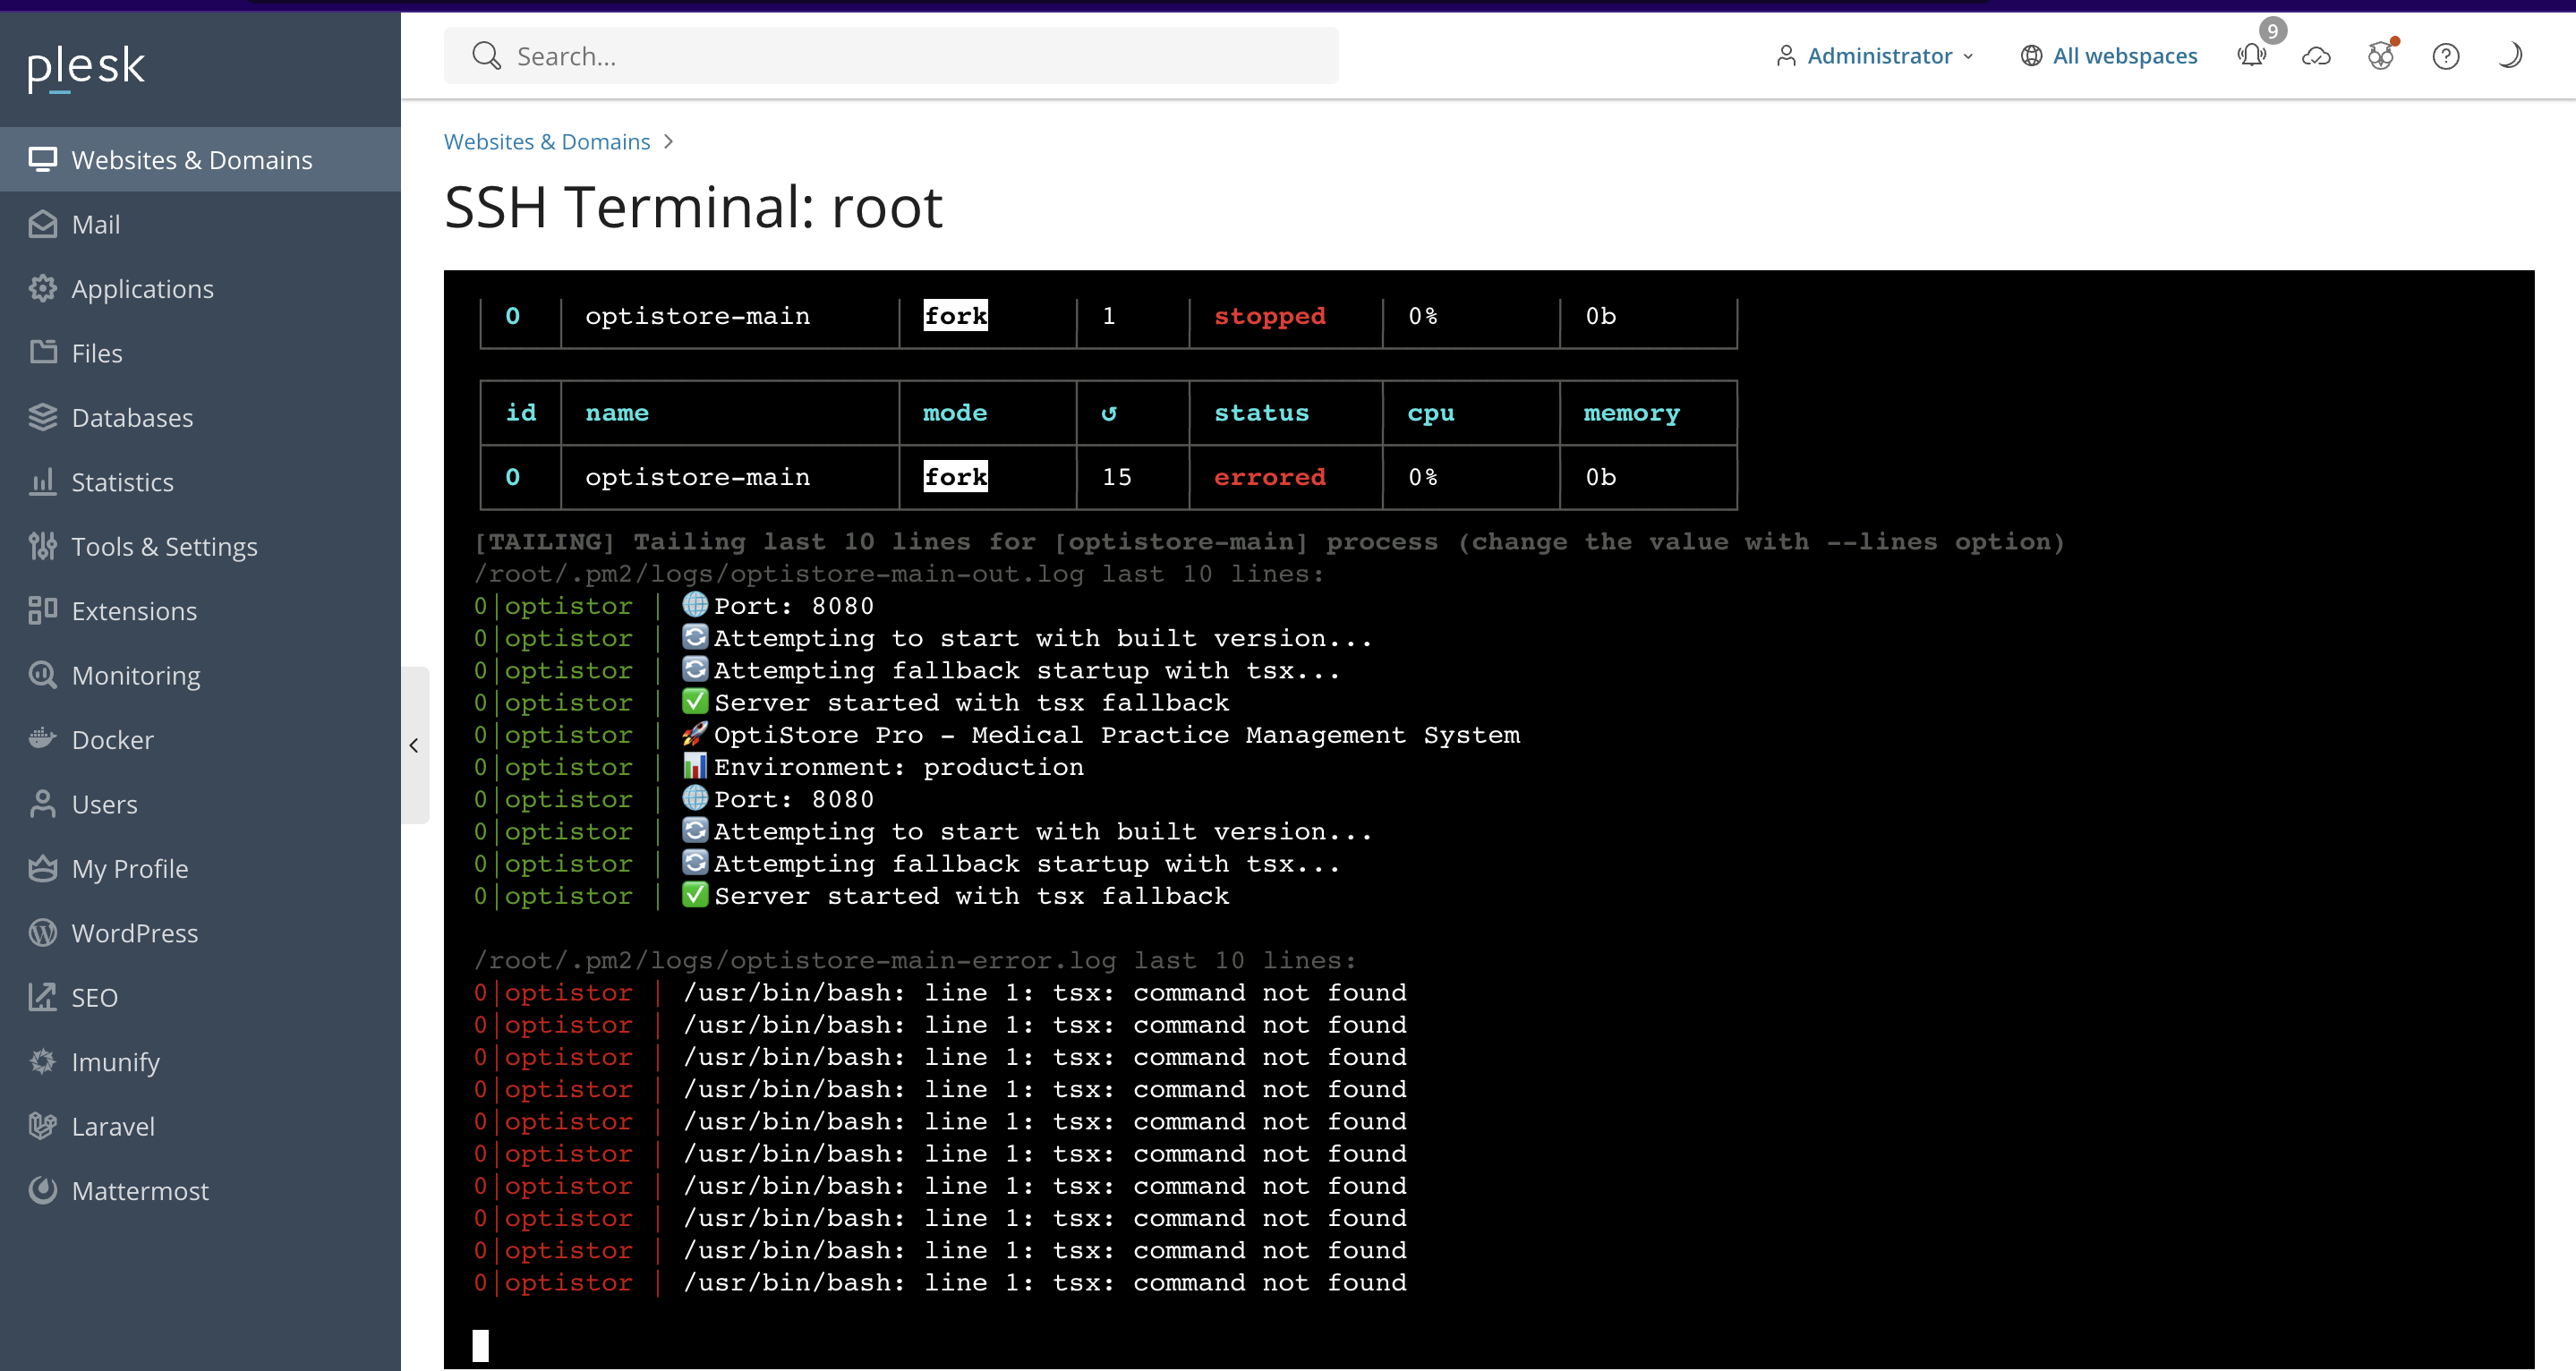 plesk
Search...
Administrator
All webspaces
9
Websites & Domains
Mail
Applications
Files
Databases
Statistics
Tools & Settings
Extensions
Monitoring
Docker
Users
My Profile
WordPress
SEO
Imunify
Laravel
Mattermost
Websites & Domains >
SSH Terminal: root
0 optistore-main fork 1 stopped 0% 0b
id name mode ↺ status cpu memory
0 optistore-main fork 15 errored 0% 0b
[TAILING] Tailing last 10 lines for [optistore-main] process (change the value with --lines option)
/root/.pm2/logs/optistore-main-out.log last 10 lines:
0|optistor | 🌐 Port: 8080
0|optistor | 🔄 Attempting to start with built version...
0|optistor | 🔄 Attempting fallback startup with tsx...
0|optistor | ✅ Server started with tsx fallback
0|optistor | 🚀 OptiStore Pro - Medical Practice Management System
0|optistor | 📊 Environment: production
0|optistor | 🌐 Port: 8080
0|optistor | 🔄 Attempting to start with built version...
0|optistor | 🔄 Attempting fallback startup with tsx...
0|optistor | ✅ Server started with tsx fallback
/root/.pm2/logs/optistore-main-error.log last 10 lines:
0|optistor | /usr/bin/bash: line 1: tsx: command not found
0|optistor | /usr/bin/bash: line 1: tsx: command not found
0|optistor | /usr/bin/bash: line 1: tsx: command not found
0|optistor | /usr/bin/bash: line 1: tsx: command not found
0|optistor | /usr/bin/bash: line 1: tsx: command not found
0|optistor | /usr/bin/bash: line 1: tsx: command not found
0|optistor | /usr/bin/bash: line 1: tsx: command not found
0|optistor | /usr/bin/bash: line 1: tsx: command not found
0|optistor | /usr/bin/bash: line 1: tsx: command not found
0|optistor | /usr/bin/bash: line 1: tsx: command not found